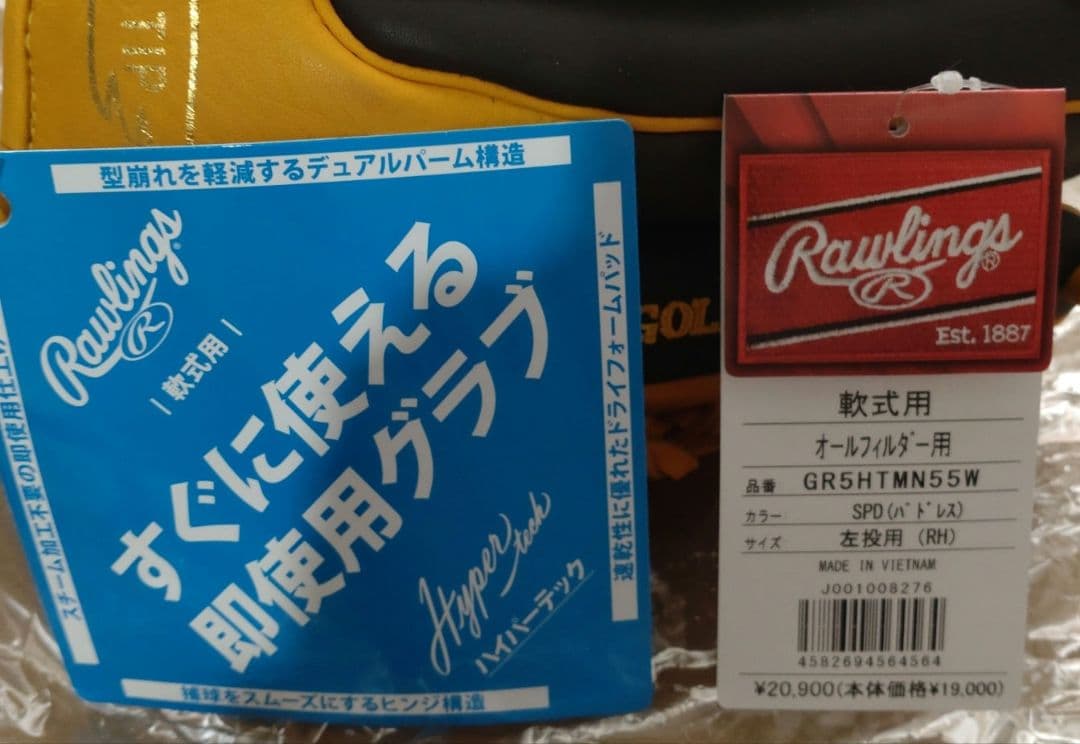 型崩れを軽減するデュアルパーム構造
Rawlings®
R
軟式用
すぐに使える
即使用グラブ
Hyper tech
ハイパーテック
速乾性に優れたドライフォームパッド
スチーム加工不要の即使用仕上げ
捕球をスムーズにするヒンジ構造
GOL
Rawlings®
R
Est. 1887
軟式用
オールフィルダー用
品番 GR5HTMN55W
カラー SPD(パドレス)
サイズ 左投用 (RH)
MADE IN VIETNAM
J001008276
4582694564564
¥20,900(本体価格¥19,000)